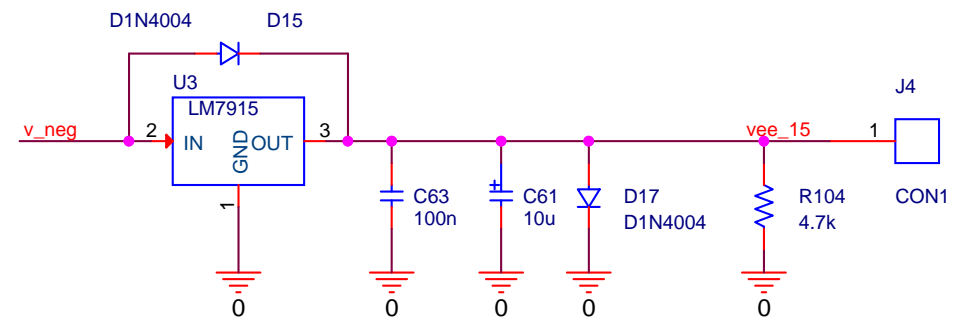 D1N4004
D15
U3
LM7915
J4
v_neg
2
IN
GND
OUT
3
vee_15
1
1
C63
100n
+
C61
10u
D17
D1N4004
R104
4.7k
CON1
0
0
0
0
0